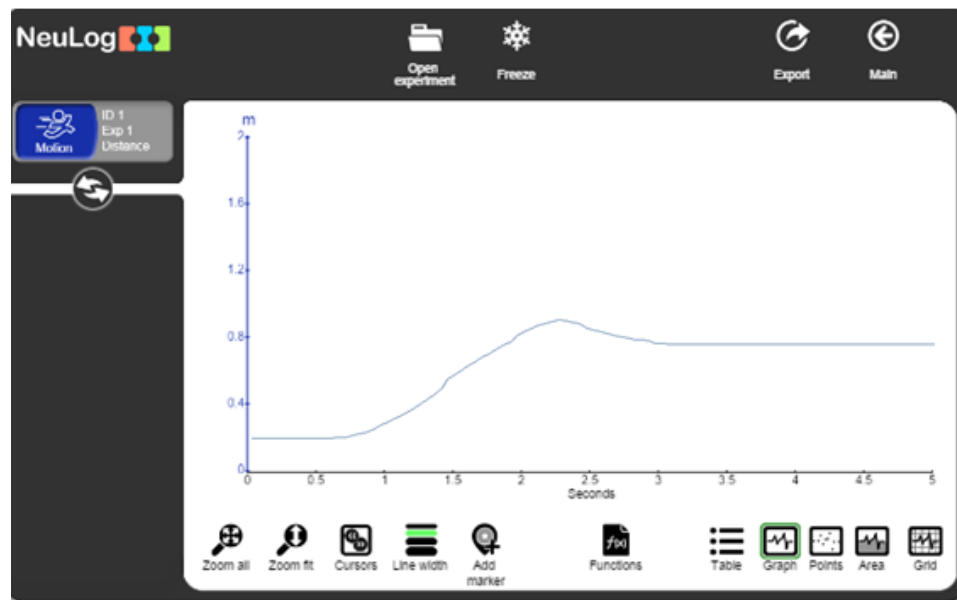 NeuLog
Open
experiment
Freeze
Export
Main
Motion
ID 1
Exp 1
Distance
m
2
1.6
1.2
0.8
0.4
0
0 0.5 1 1.5 2 2.5 3 3.5 4 4.5 5
Seconds
Zoom all
Zoom fit
Cursors
Line width
Add
marker
f(x)
Functions
Table
Graph
Points
Area
Grid